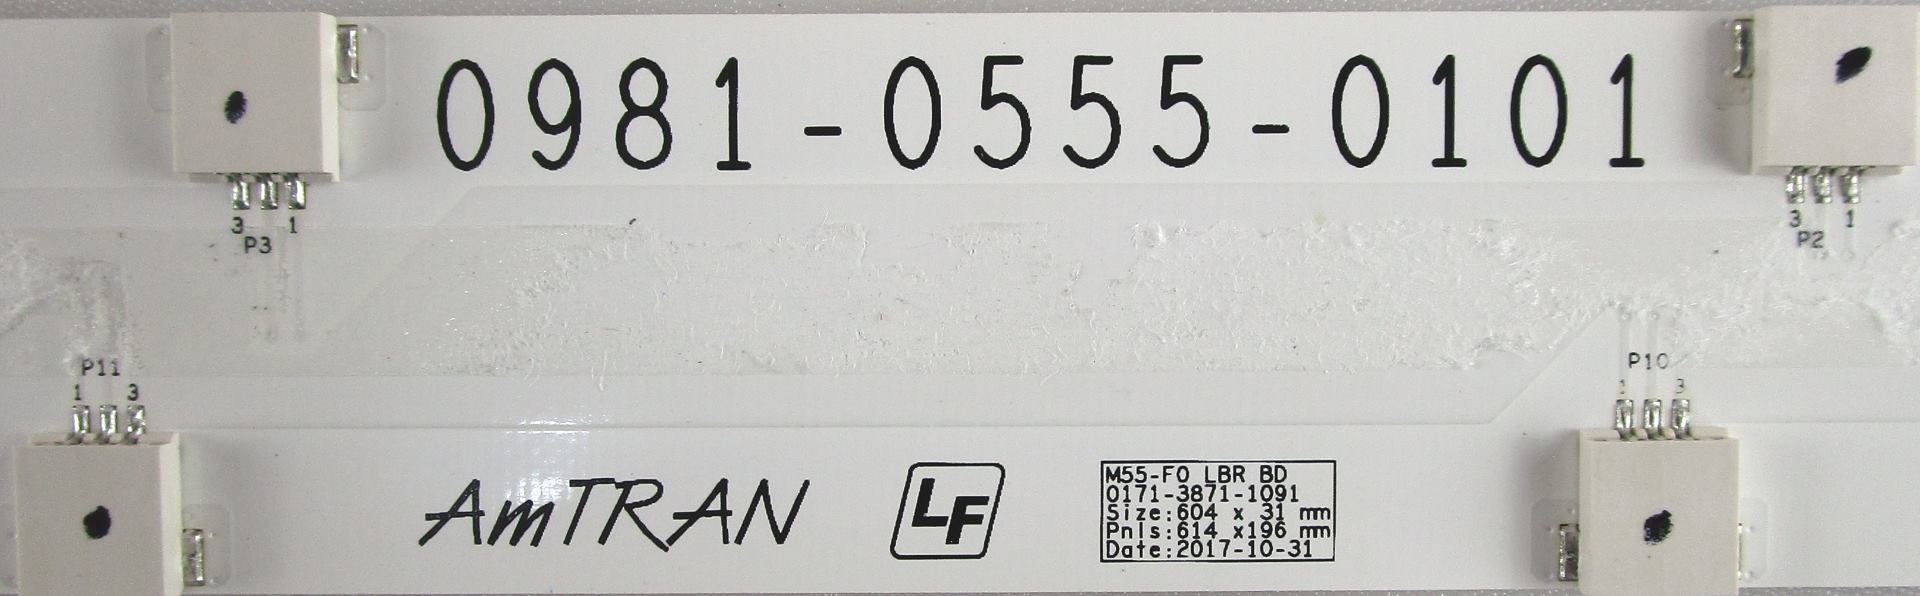 0981-0555-0101
3 1
P3
3 1
P2
P11
1 3
P10
1 3
AmTRAN
LF
M55-F0 LBR BD
0171-3871-1091
Size:604 x 31 mm
Pnls:614 x196 mm
Date:2017-10-31